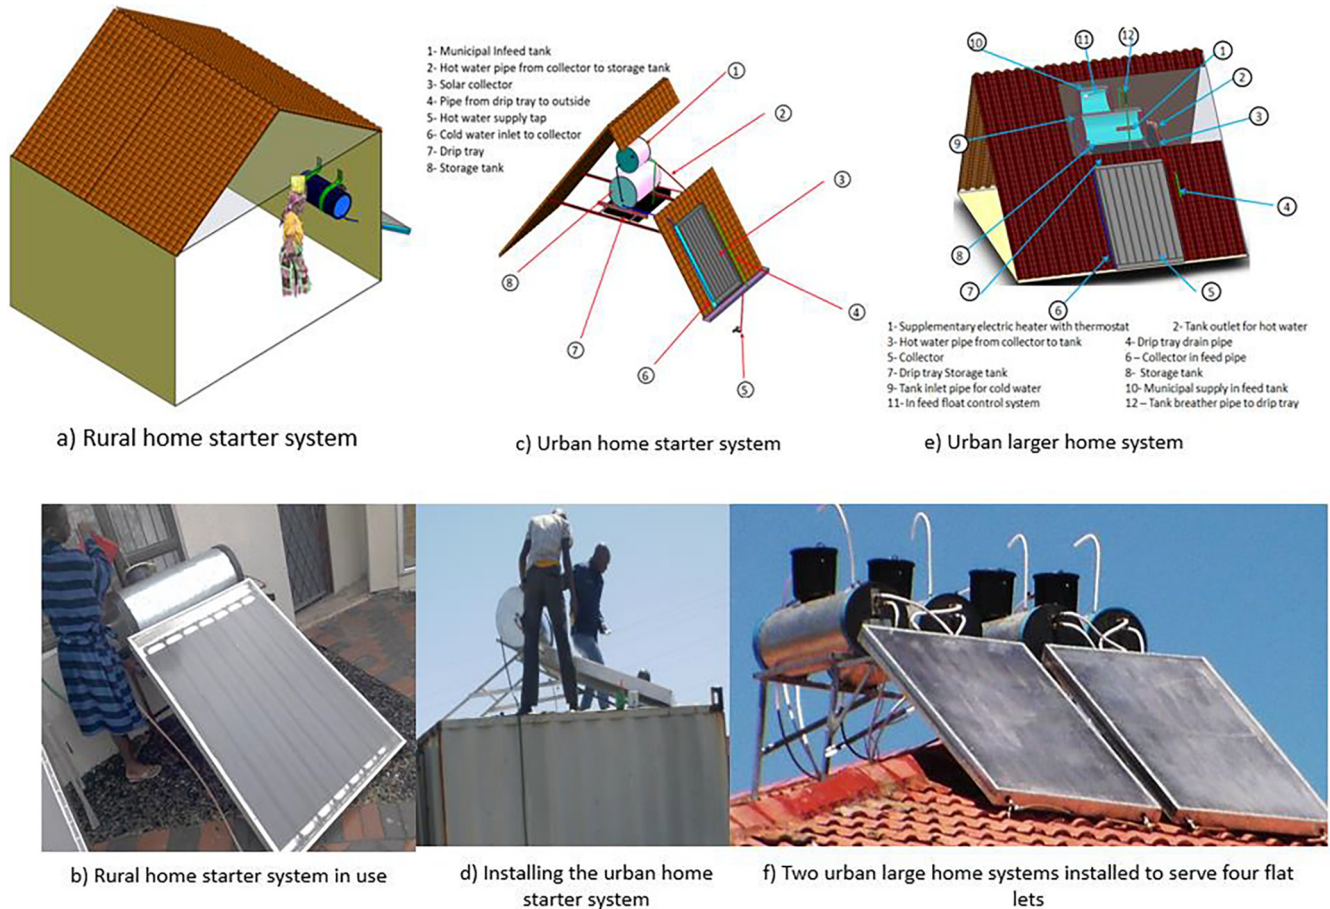 1- Municipal Infeed tank
2- Hot water pipe from collector to storage tank
3- Solar collector
4- Pipe from drip tray to outside
5- Hot water supply tap
6- Cold water inlet to collector
7- Drip tray
8- Storage tank
1
2
3
4
5
6
7
8
10
11
12
1
2
3
9
4
8
7
6
5
1- Supplementary electric heater with thermostat 2- Tank outlet for hot water
3- Hot water pipe from collector to tank 4- Drip tray drain pipe
5- Collector 6 – Collector in feed pipe
7- Drip tray Storage tank 8- Storage tank
9- Tank inlet pipe for cold water 10- Municipal supply in feed tank
11- In feed float control system 12 – Tank breather pipe to drip tray
a) Rural home starter system
c) Urban home starter system
e) Urban larger home system
b) Rural home starter system in use
d) Installing the urban home
starter system
f) Two urban large home systems installed to serve four flat
lets